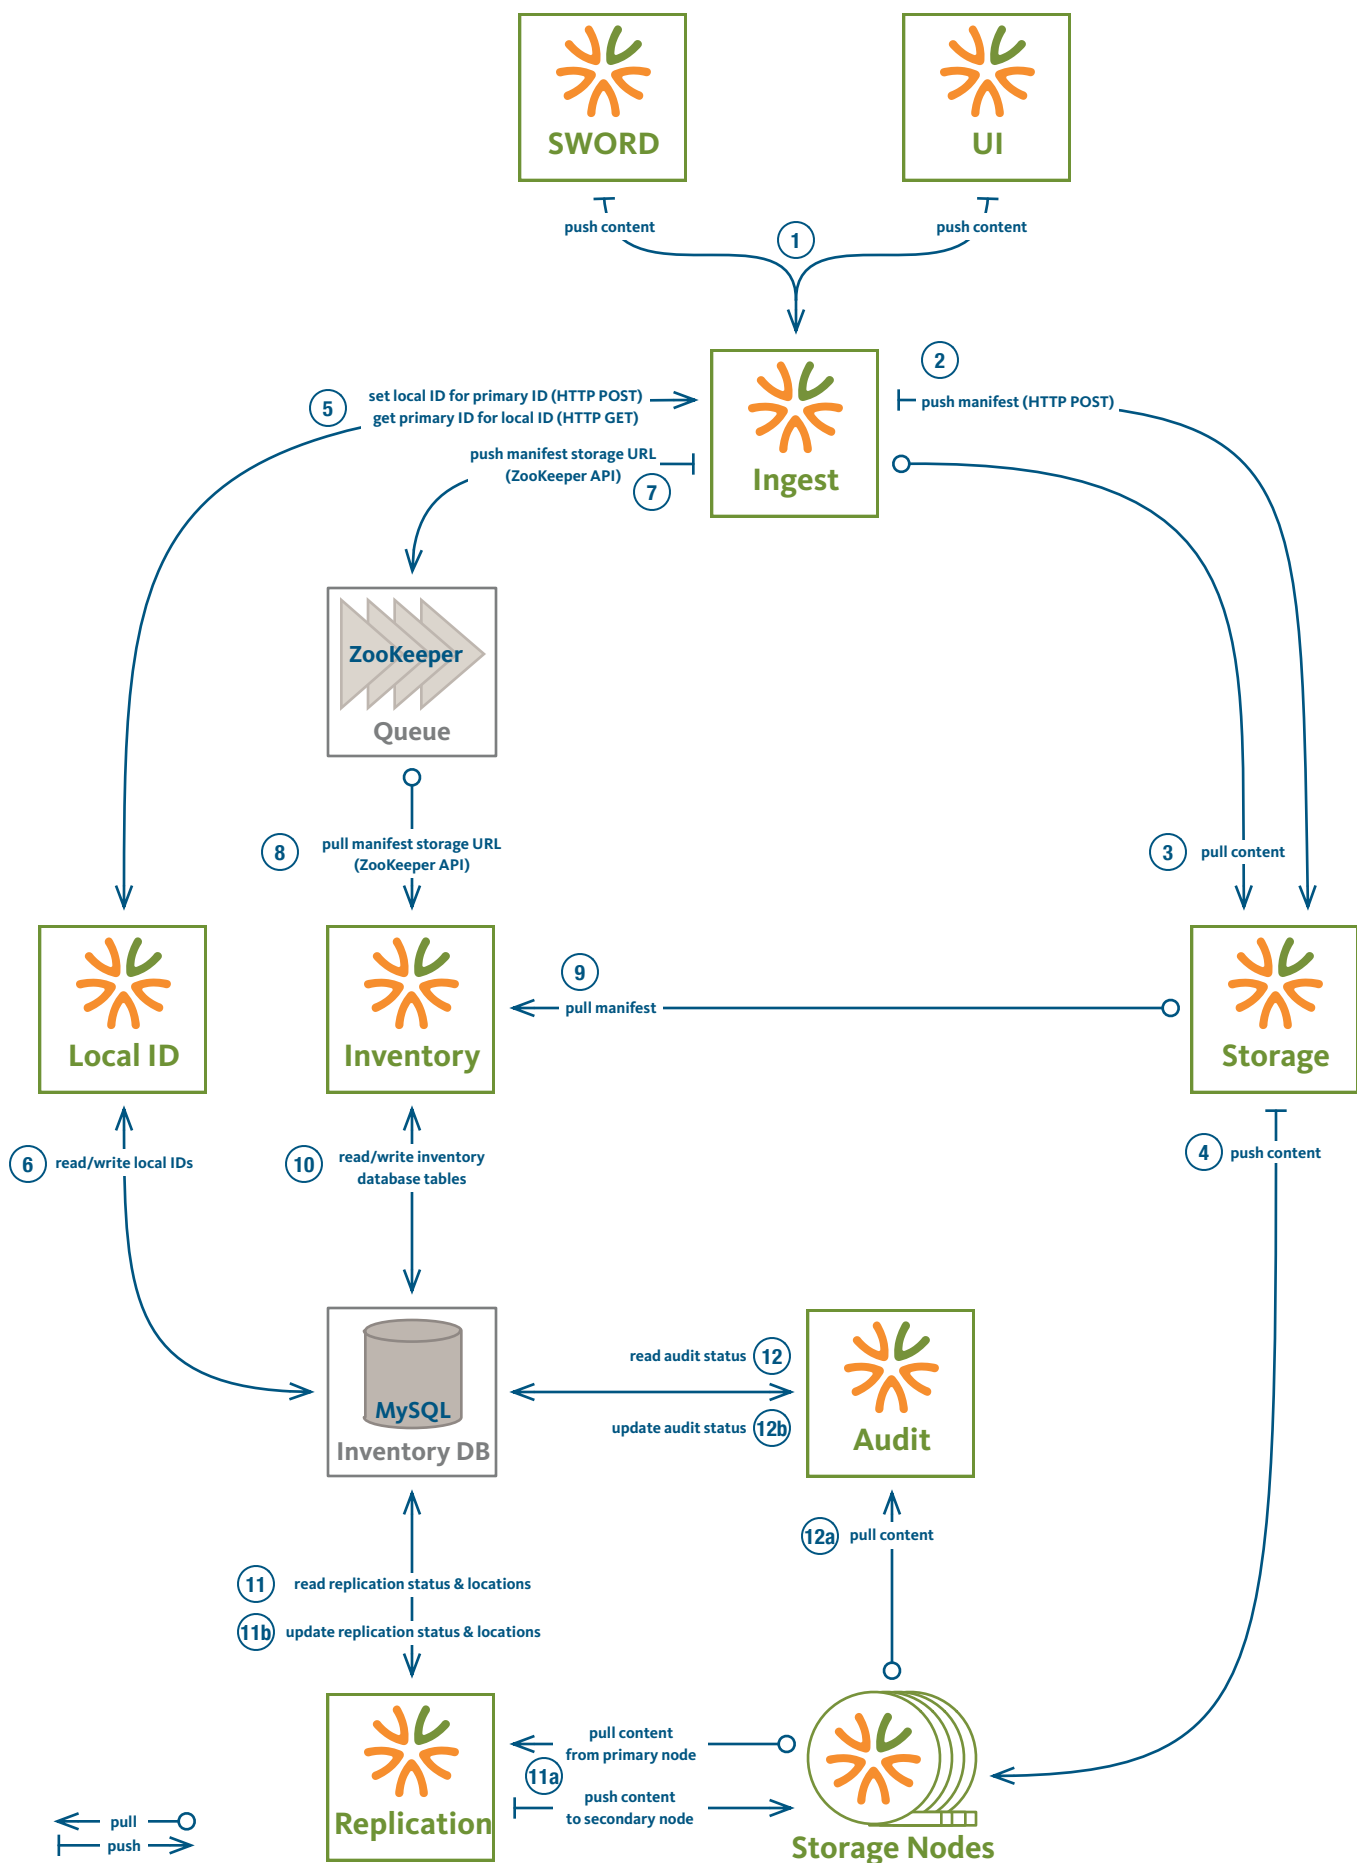 SWORD
UI
push content
push content
1
2
push manifest (HTTP POST)
5
set local ID for primary ID (HTTP POST)
get primary ID for local ID (HTTP GET)
push manifest storage URL
(ZooKeeper API)
7
Ingest
ZooKeeper
Queue
8
pull manifest storage URL
(ZooKeeper API)
3
pull content
9
pull manifest
Local ID
Inventory
Storage
6
read/write local IDs
10
read/write inventory
database tables
4
push content
MySQL
Inventory DB
read audit status
12
update audit status
12b
Audit
12a
pull content
11
read replication status & locations
11b
update replication status & locations
pull content
from primary node
11a
push content
to secondary node
Replication
Storage Nodes
pull
push